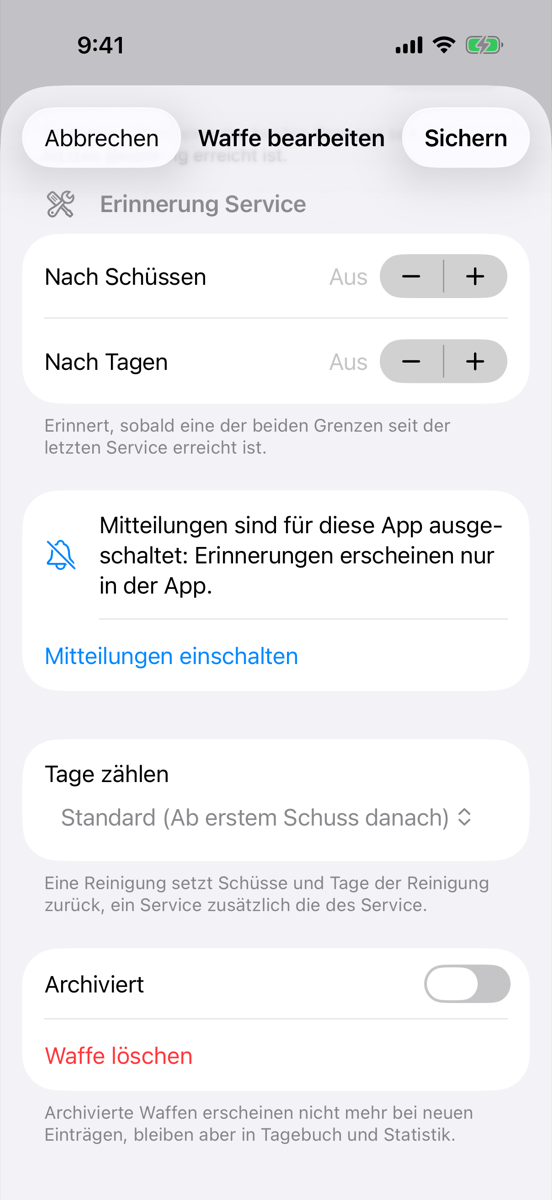 9:41
Abbrechen
Waffe bearbeiten
Sichern
Erinnerung Service
Nach Schüssen
Aus
Nach Tagen
Aus
Erinnert, sobald eine der beiden Grenzen seit der
letzten Service erreicht ist.
Mitteilungen sind für diese App ausge-
schaltet: Erinnerungen erscheinen nur
in der App.
Mitteilungen einschalten
Tage zählen
Standard (Ab erstem Schuss danach)
Eine Reinigung setzt Schüsse und Tage der Reinigung
zurück, ein Service zusätzlich die des Service.
Archiviert
Waffe löschen
Archivierte Waffen erscheinen nicht mehr bei neuen
Einträgen, bleiben aber in Tagebuch und Statistik.